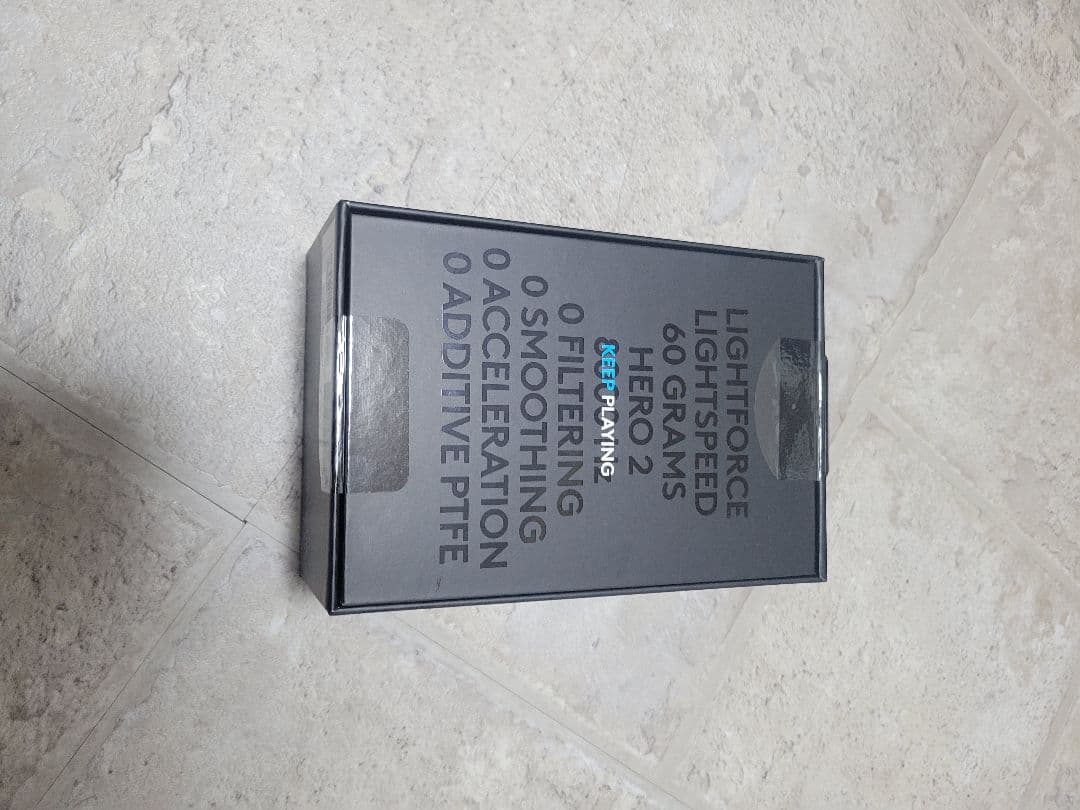 LIGHTFORCE
LIGHTSPEED
60 GRAMS
HERO 2
KEEP PLAYING
0 FILTERING
0 SMOOTHING
0 ACCELERATION
0 ADDITIVE PTFE